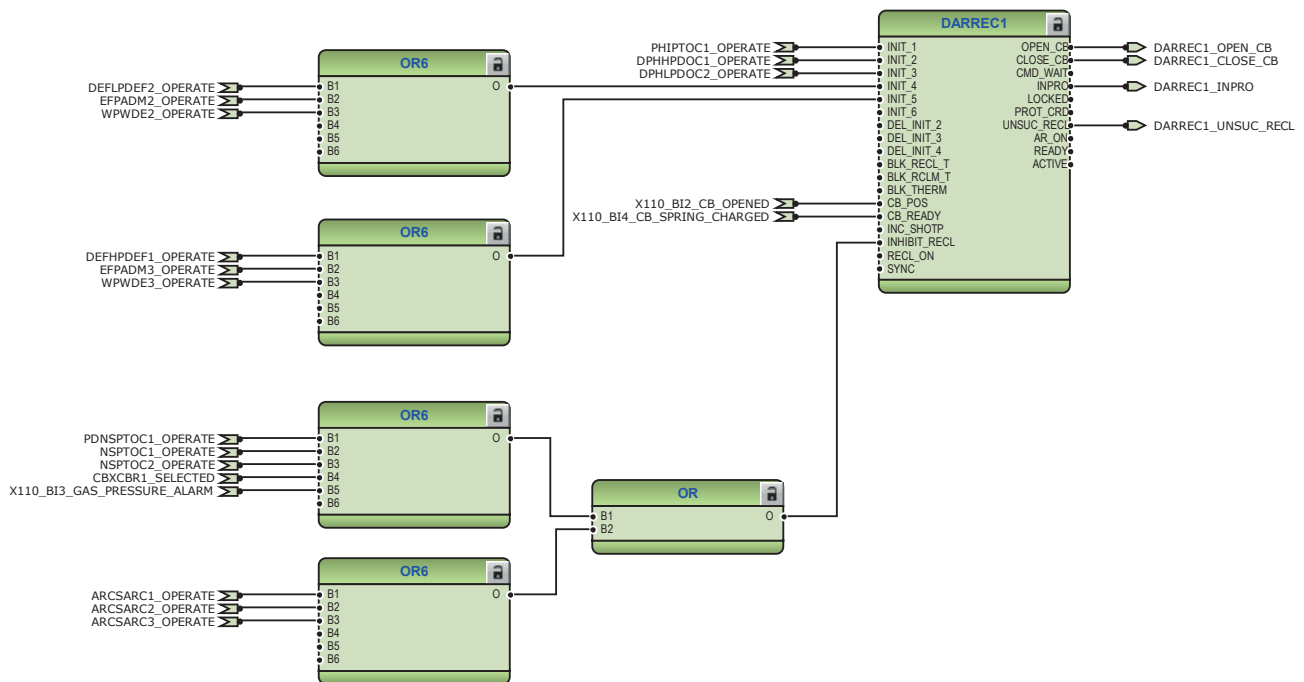 OR6
DEFLPDEF2_OPERATE B1 O
EFPADM2_OPERATE B2
WPWDE2_OPERATE B3
B4
B5
B6
OR6
DEFHPDEF1_OPERATE B1 O
EFPADM3_OPERATE B2
WPWDE3_OPERATE B3
B4
B5
B6
OR6
PDNSPTOC1_OPERATE B1 O
NSPTOC1_OPERATE B2
NSPTOC2_OPERATE B3
CBXCBR1_SELECTED B4
X110_BI3_GAS_PRESSURE_ALARM B5
B6
OR6
ARCSARC1_OPERATE B1 O
ARCSARC2_OPERATE B2
ARCSARC3_OPERATE B3
B4
B5
B6
OR
B1 O
B2
DARREC1
PHIPTOC1_OPERATE INIT_1 OPEN_CB DARREC1_OPEN_CB
DPHHPDOC1_OPERATE INIT_2 CLOSE_CB DARREC1_CLOSE_CB
DPHLPDOC2_OPERATE INIT_3 CMD_WAIT
INIT_4 INPRO DARREC1_INPRO
INIT_5 LOCKED
INIT_6 PROT_CRD
DEL_INIT_2 UNSUC_RECL DARREC1_UNSUC_RECL
DEL_INIT_3 AR_ON
DEL_INIT_4 READY
BLK_RECL_T ACTIVE
BLK_RCLM_T
BLK_THERM
X110_BI2_CB_OPENED CB_POS
X110_BI4_CB_SPRING_CHARGED CB_READY
INC_SHOTP
INHIBIT_RECL
RECL_ON
SYNC